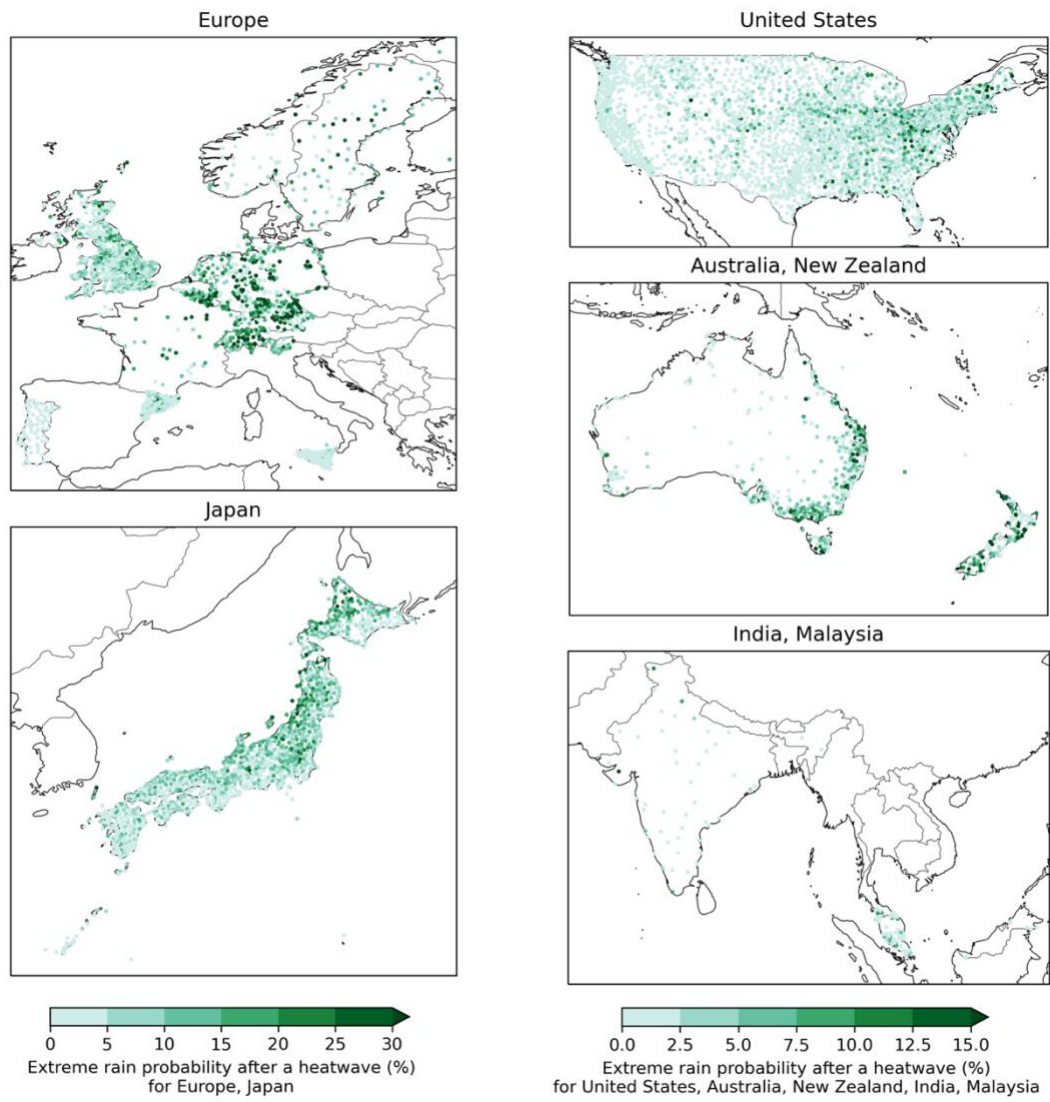 Europe
United States
Australia, New Zealand
Japan
India, Malaysia
0 5 10 15 20 25 30
Extreme rain probability after a heatwave (%)
for Europe, Japan
0.0 2.5 5.0 7.5 10.0 12.5 15.0
Extreme rain probability after a heatwave (%)
for United States, Australia, New Zealand, India, Malaysia